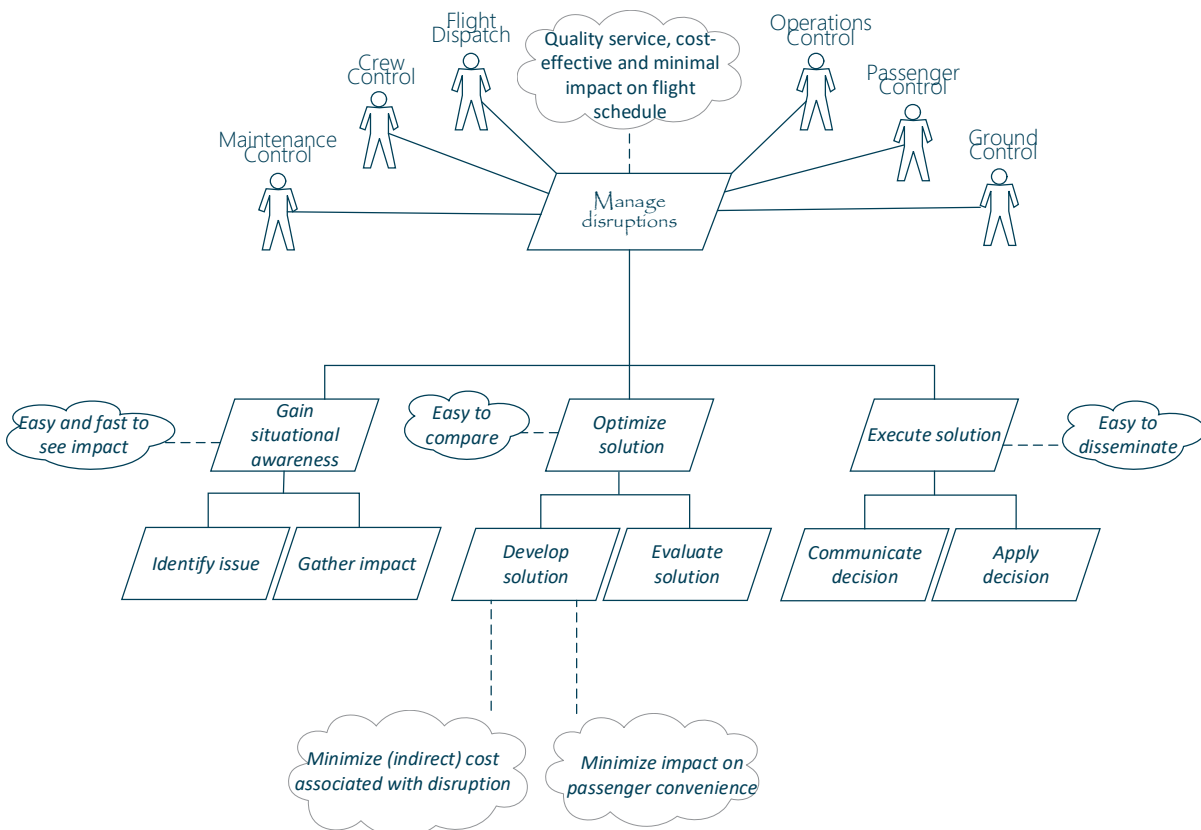 Flight
Dispatch
Operations
Control
Quality service, cost-
effective and minimal
impact on flight
schedule
Crew
Control
Passenger
Control
Maintenance
Control
Ground
Control
Manage
disruptions
Easy and fast to
see impact
Gain
situational
awareness
Easy to
compare
Optimize
solution
Execute solution
Easy to
disseminate
Identify issue
Gather impact
Develop
solution
Evaluate
solution
Communicate
decision
Apply
decision
Minimize (indirect) cost
associated with disruption
Minimize impact on
passenger convenience